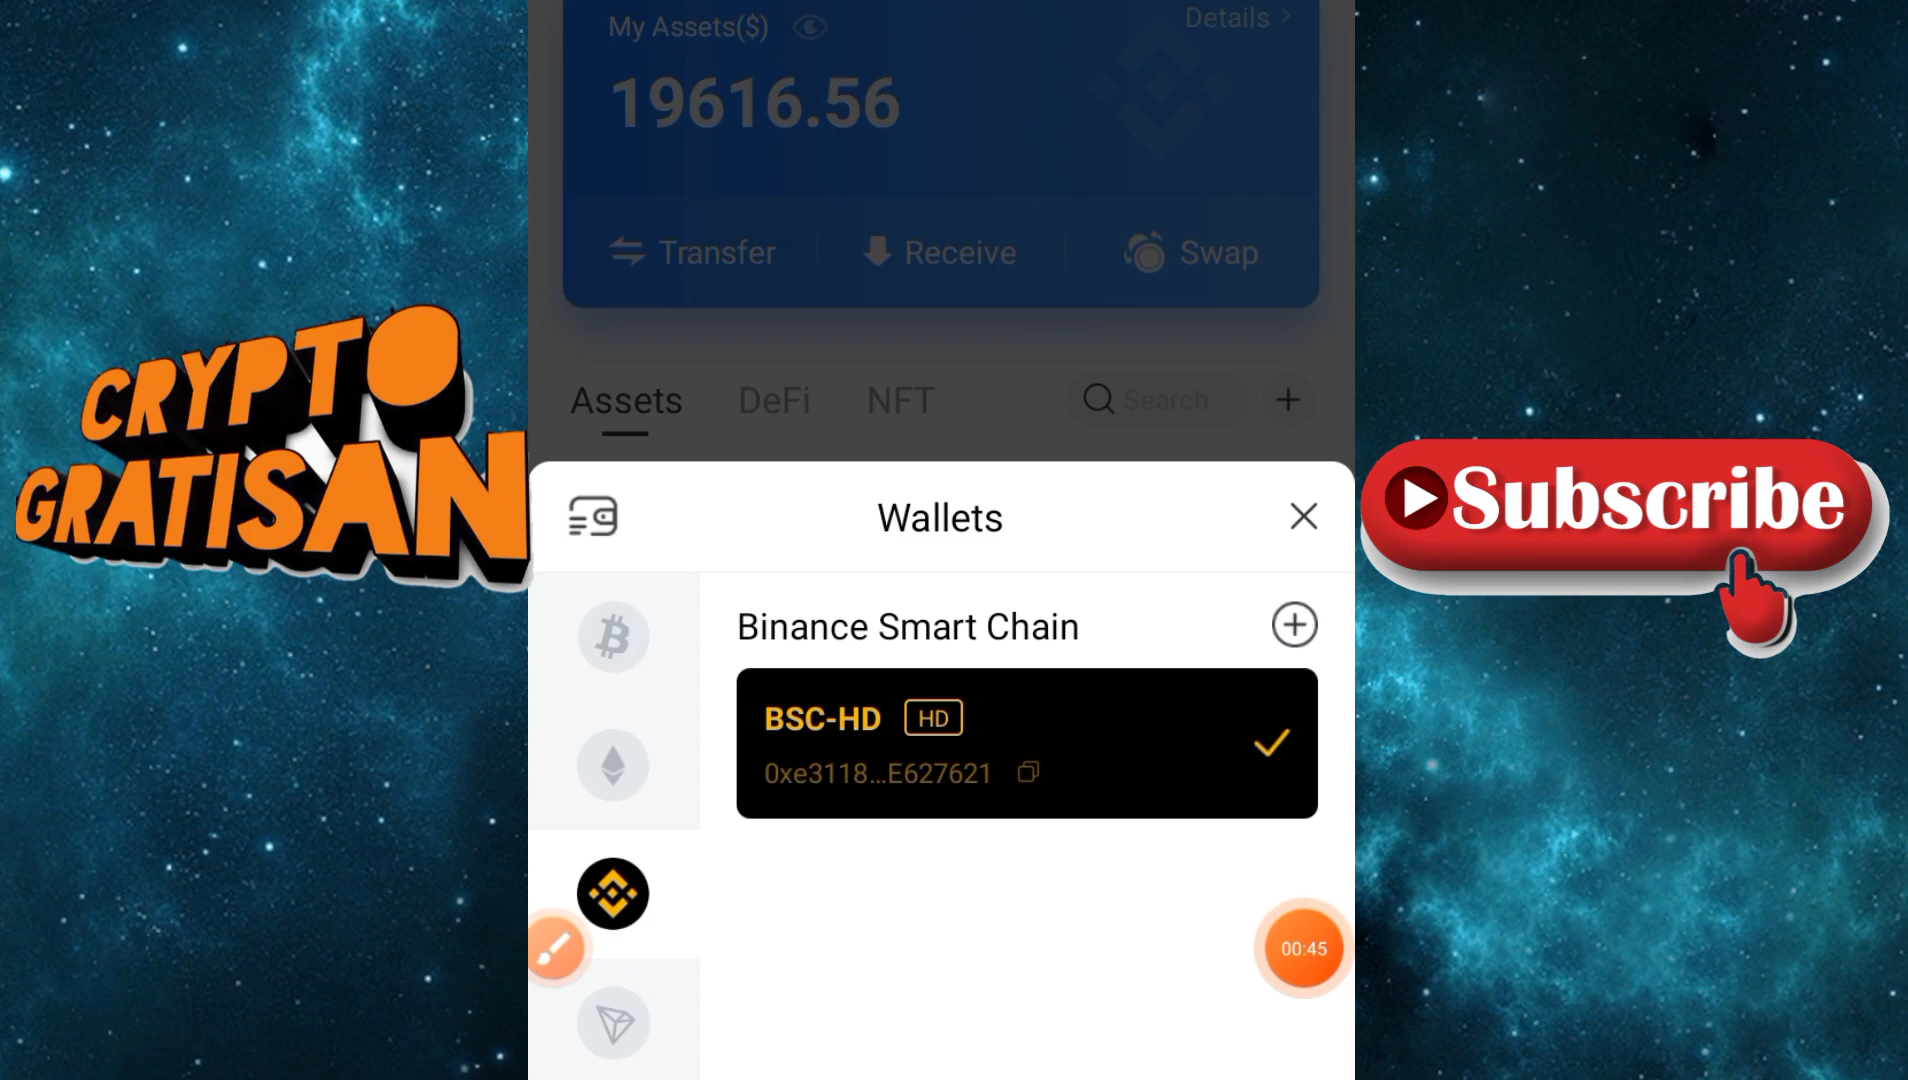 My Assets($)
Details >
19616.56
Transfer
Receive
Swap
Assets
DeFi
NFT
Search
CRYPTO
GRATISAN
Wallets
Subscribe
Binance Smart Chain
BSC-HD
HD
0xe3118...E627621
00:45